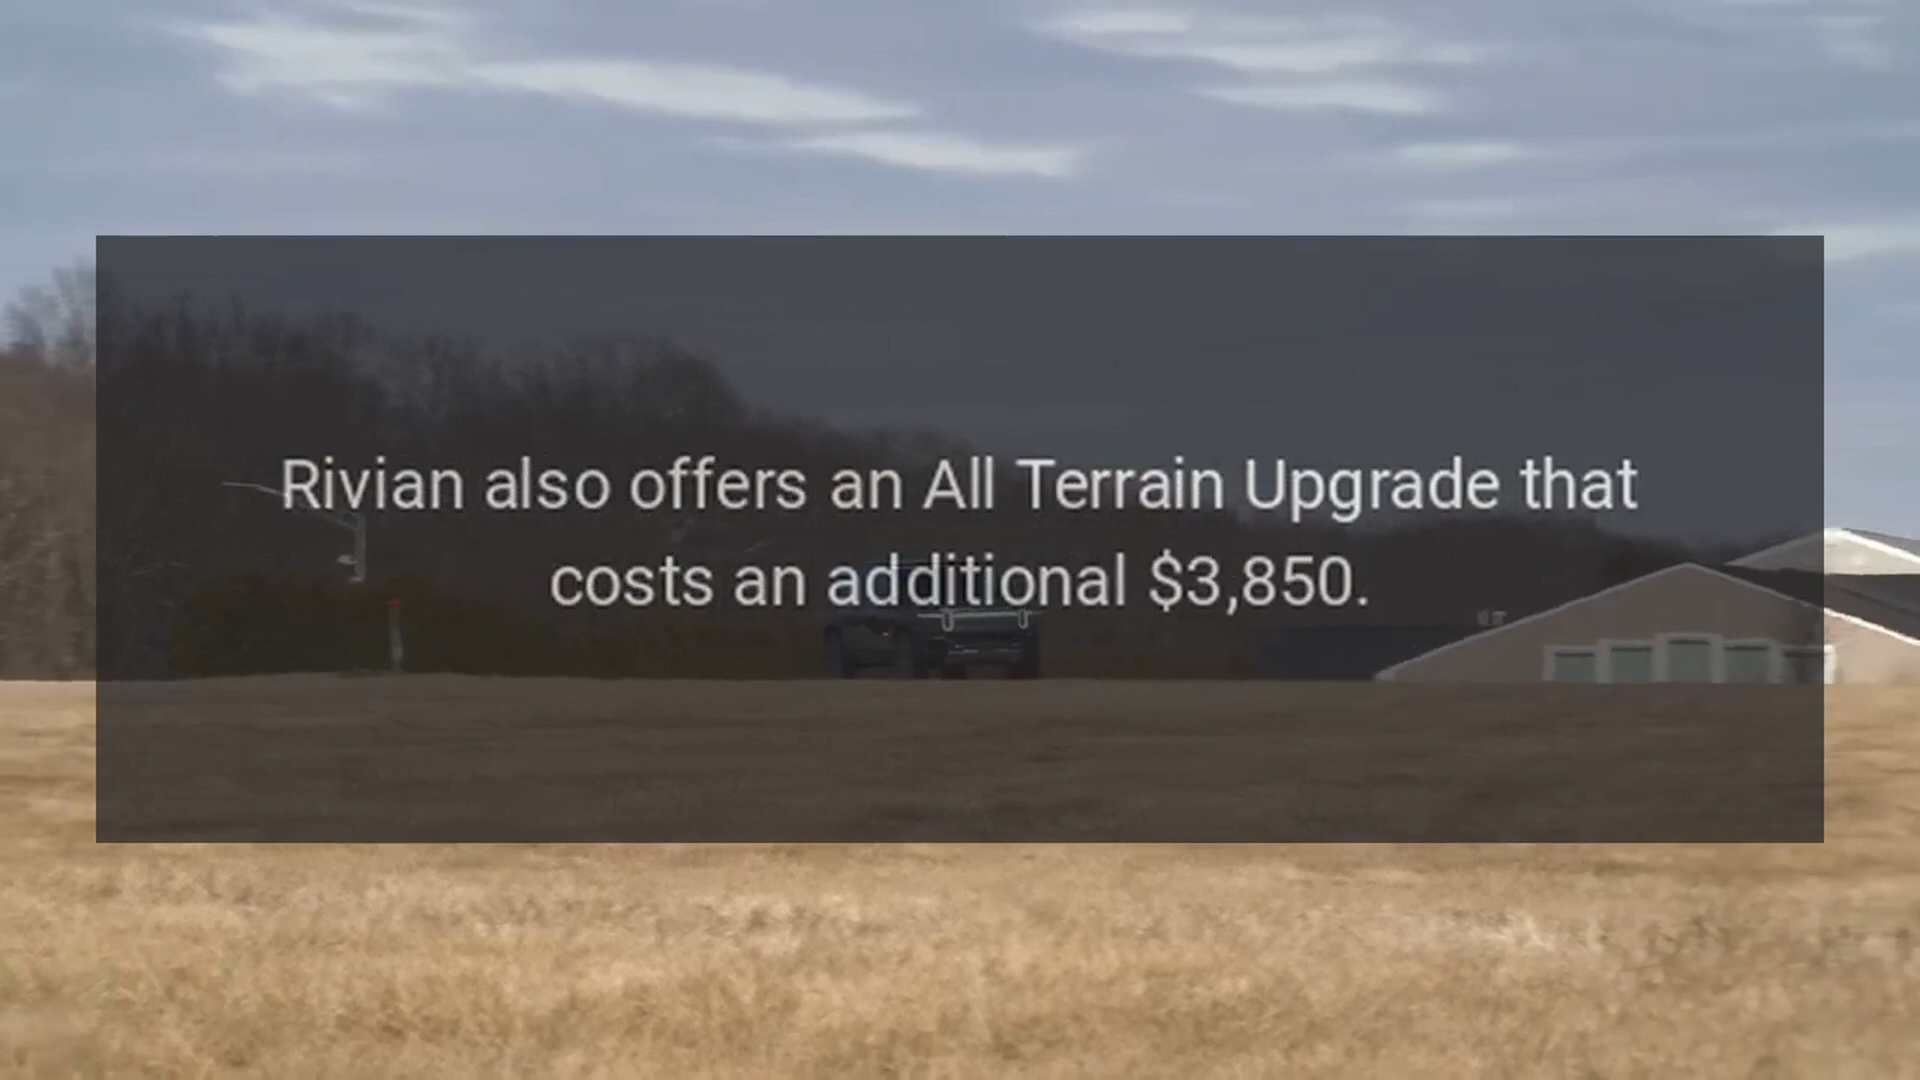 Rivian also offers an All Terrain Upgrade that
costs an additional $3,850.